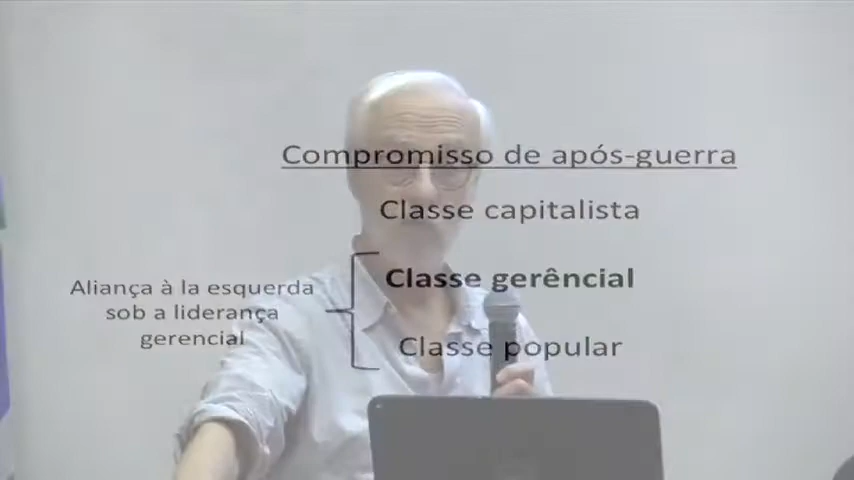 Compromisso de após-guerra
Classe capitalista
Aliança à la esquerda
sob a liderança
gerencial
Classe gerêncial
Classe popular